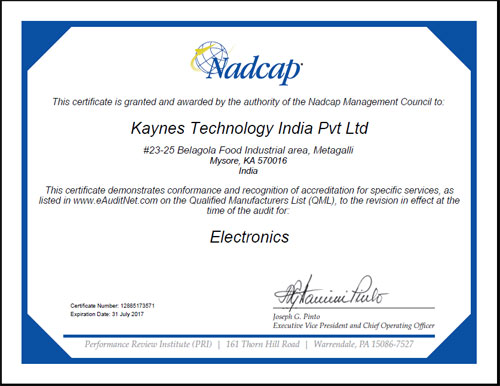 Nadcap
This certificate is granted and awarded by the authority of the Nadcap Management Council to:
Kaynes Technology India Pvt Ltd
#23-25 Belagola Food Industrial area, Metagalli
Mysore, KA 570016
India
This certificate demonstrates conformance and recognition of accreditation for specific services, as
listed in www.eAuditNet.com on the Qualified Manufacturers List (QML), to the revision in effect at the
time of the audit for:
Electronics
Certificate Number: 12885173571
Expiration Date: 31 July 2017
Joseph G. Pinto
Executive Vice President and Chief Operating Officer
Performance Review Institute (PRI) | 161 Thorn Hill Road | Warrendale, PA 15086-7527